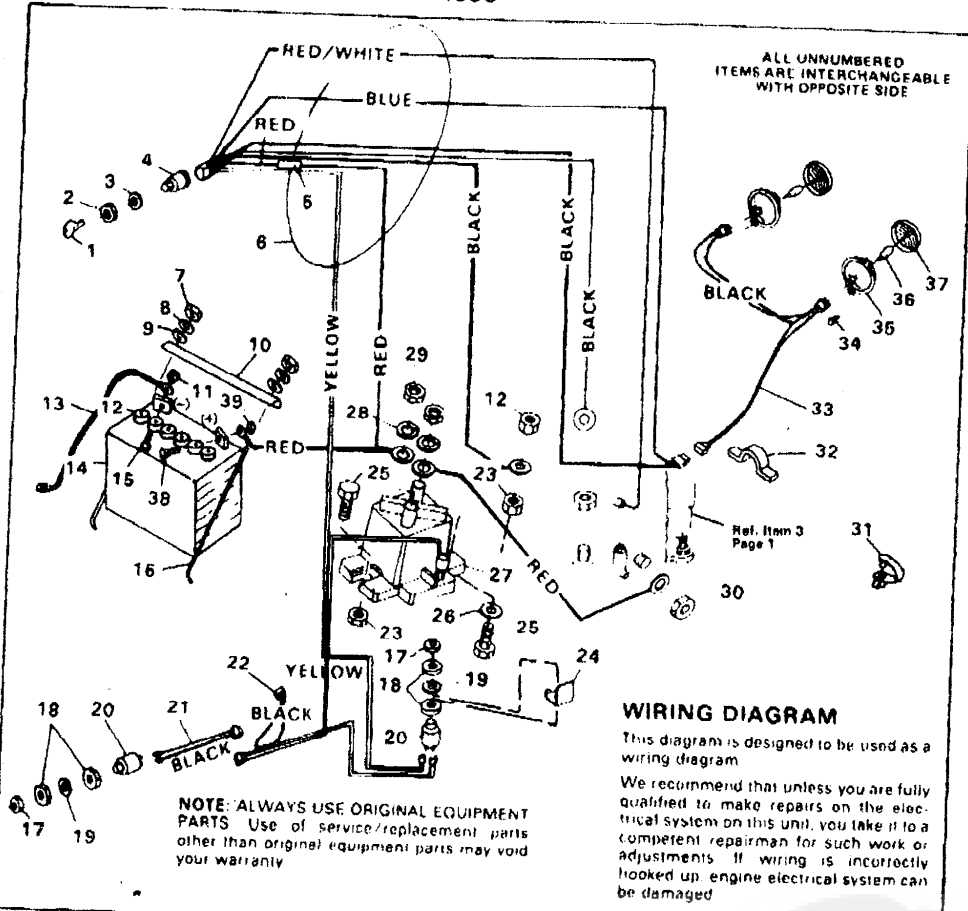 RED/WHITE
ALL UNNUMBERED
ITEMS ARE INTERCHANGEABLE
WITH OPPOSITE SIDE
BLUE
RED
4
3
2
1
5
6
BLACK
BLACK
BLACK
7
8
9
10
YELLOW
RED
29
12
BLACK
37
36
35
34
33
13
12
11
39
(-)
(+)
28
RED
25
23
32
14
15
38
16
Ref. Item 3
Page 1
31
27
RED
30
26
25
23
17
22
YELLOW
18
19
24
18
20
21
BLACK
BLACK
20
17
19
WIRING DIAGRAM
This diagram is designed to be used as a
wiring diagram
We recommend that unless you are fully
qualified to make repairs on the elec-
trical system on this unit, you take it to a
competent repairman for such work or
adjustments. If wiring is incorrectly
hooked up, engine electrical system can
be damaged
NOTE: ALWAYS USE ORIGINAL EQUIPMENT
PARTS. Use of service/replacement parts
other than original equipment parts may void
your warranty